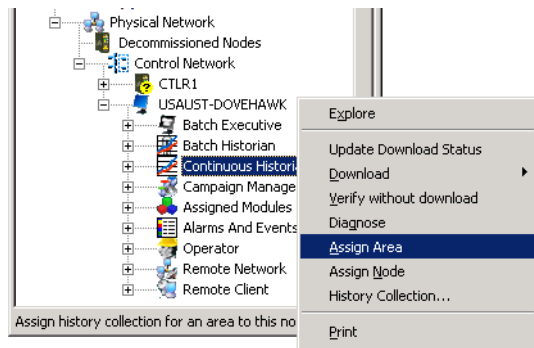 Physical Network
Decommissioned Nodes
Control Network
CTLR1
USAUST-DOVEHAWK
Batch Executive
Batch Historian
Continuous Histori
Campaign Manage
Assigned Modules
Alarms And Events
Operator
Remote Network
Remote Client
Assign history collection for an area to this no
Explore
Update Download Status
Download
Verify without download
Diagnose
Assign Area
Assign Node
History Collection...
Print